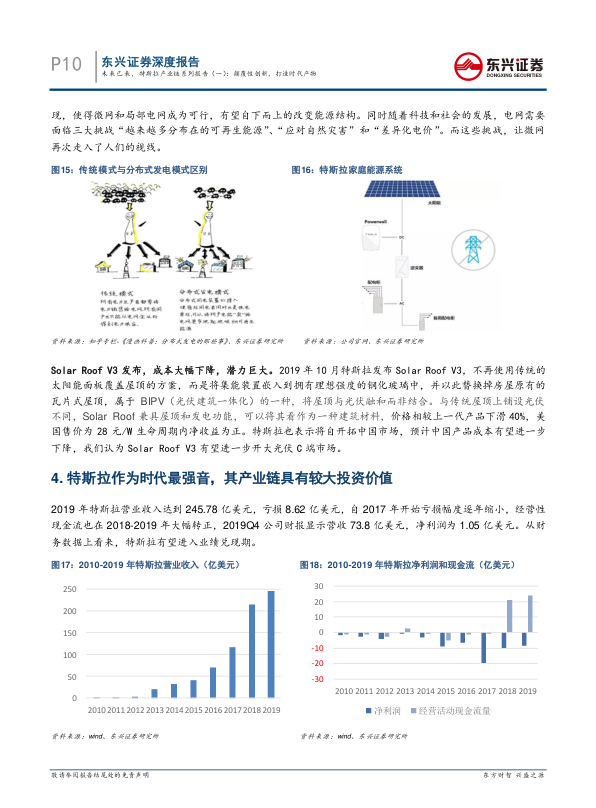 P10
东兴证券深度报告
未来已来，特斯拉产业链系列报告（一）：颠覆性创新，打造时代产物
东兴证券
DONGXING SECURITIES
现，使得微网和局部电网成为可行，有望自下而上的改变能源结构。同时随着科技和社会的发展，电网需要
面临三大挑战“越来越多分布在的可再生能源”、“应对自然灾害”和“差异化电价”。而这些挑战，让微网
再次走入了人们的视线。
图15：传统模式与分布式发电模式区别
图16：特斯拉家庭能源系统
太阳能
Powerwall
DC
逆变器
配电柜
AC
传统模式
分布式发电模式
资料来源：知乎专栏-《漫画科普：分布式发电的那些事》、东兴证券研究所
资料来源：公司官网、东兴证券研究所
Solar Roof V3 发布，成本大幅下降，潜力巨大。2019 年 10 月特斯拉发布 Solar Roof V3，不再使用传统的
太阳能面板覆盖屋顶的方案，而是将集能装置嵌入到拥有理想强度的钢化玻璃中，并以此替换掉房屋原有的
瓦片式屋顶，属于 BIPV（光伏建筑一体化）的一种，将屋顶与光伏融和而非结合。与传统屋顶上铺设光伏
不同，Solar Roof 兼具屋顶和发电功能，可以将其看作为一种建筑材料，价格相较上一代产品下滑 40%，美
国售价为 28 元/W 生命周期内净收益为正。特斯拉也表示将自开拓中国市场，预计中国产品成本有望进一步
下降，我们认为 Solar Roof V3 有望进一步开大光伏 C 端市场。
4. 特斯拉作为时代最强音，其产业链具有较大投资价值
2019 年特斯拉营业收入达到 245.78 亿美元，亏损 8.62 亿美元，自 2017 年开始亏损幅度逐年缩小，经营性
现金流也在 2018-2019 年大幅转正，2019Q4 公司财报显示营收 73.8 亿美元，净利润为 1.05 亿美元。从财
务数据上看来，特斯拉有望进入业绩兑现期。
图17：2010-2019 年特斯拉营业收入（亿美元）
图18：2010-2019 年特斯拉净利润和现金流（亿美元）
250
200
150
100
50
0
2010 2011 2012 2013 2014 2015 2016 2017 2018 2019
30
20
10
0
-10
-20
-30
2010 2011 2012 2013 2014 2015 2016 2017 2018 2019
净利润 经营活动现金流量
资料来源：wind、东兴证券研究所
资料来源：wind、东兴证券研究所
敬请参阅报告结尾处的免责声明
东方财智 兴盛之源